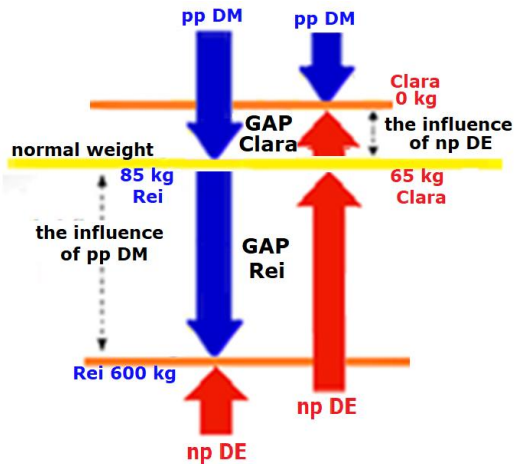 pp DM
pp DM
Clara
0 kg
GAP
Clara
the influence
of np DE
normal weight
85 kg
Rei
65 kg
Clara
the influence
of pp DM
GAP
Rei
Rei 600 kg
np DE
np DE